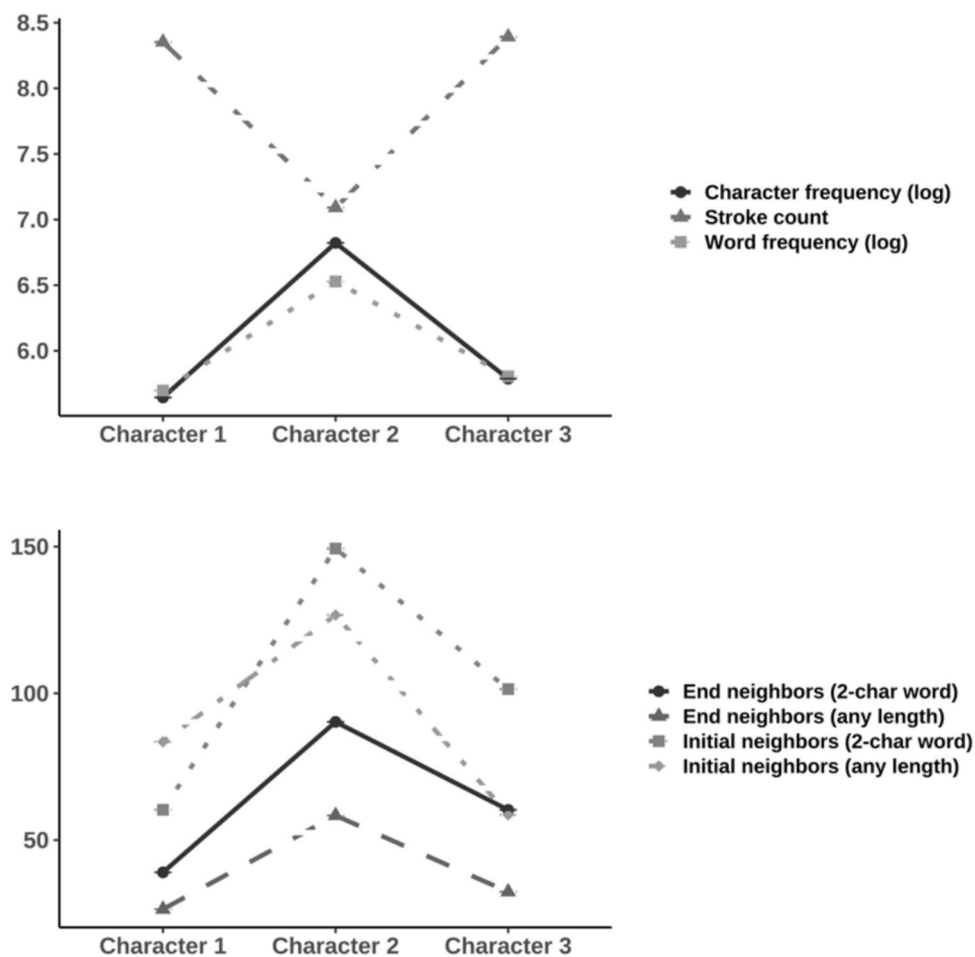 8.5
8.0
7.5
7.0
6.5
6.0
Character 1 Character 2 Character 3
Character frequency (log)
Stroke count
Word frequency (log)
150
100
50
Character 1 Character 2 Character 3
End neighbors (2-char word)
End neighbors (any length)
Initial neighbors (2-char word)
Initial neighbors (any length)